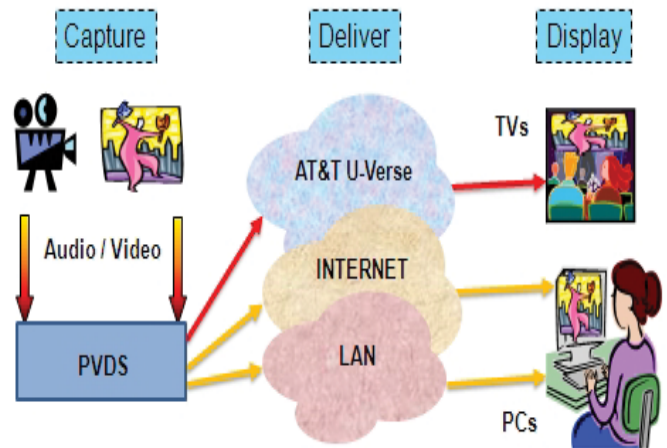 Capture
Deliver
Display
Audio / Video
PVDS
AT&T U-Verse
INTERNET
LAN
TVs
PCs